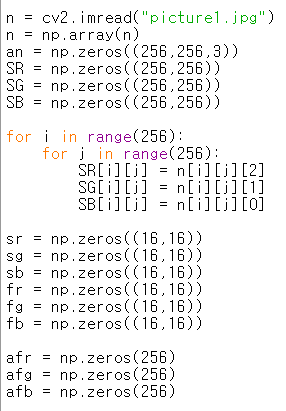 n = cv2.imread("picture1.jpg")
n = np.array(n)
an = np.zeros((256,256,3))
SR = np.zeros((256,256))
SG = np.zeros((256,256))
SB = np.zeros((256,256))
for i in range(256):
for j in range(256):
SR[i][j] = n[i][j][2]
SG[i][j] = n[i][j][1]
SB[i][j] = n[i][j][0]
sr = np.zeros((16,16))
sg = np.zeros((16,16))
sb = np.zeros((16,16))
fr = np.zeros((16,16))
fg = np.zeros((16,16))
fb = np.zeros((16,16))
afr = np.zeros(256)
afg = np.zeros(256)
afb = np.zeros(256)